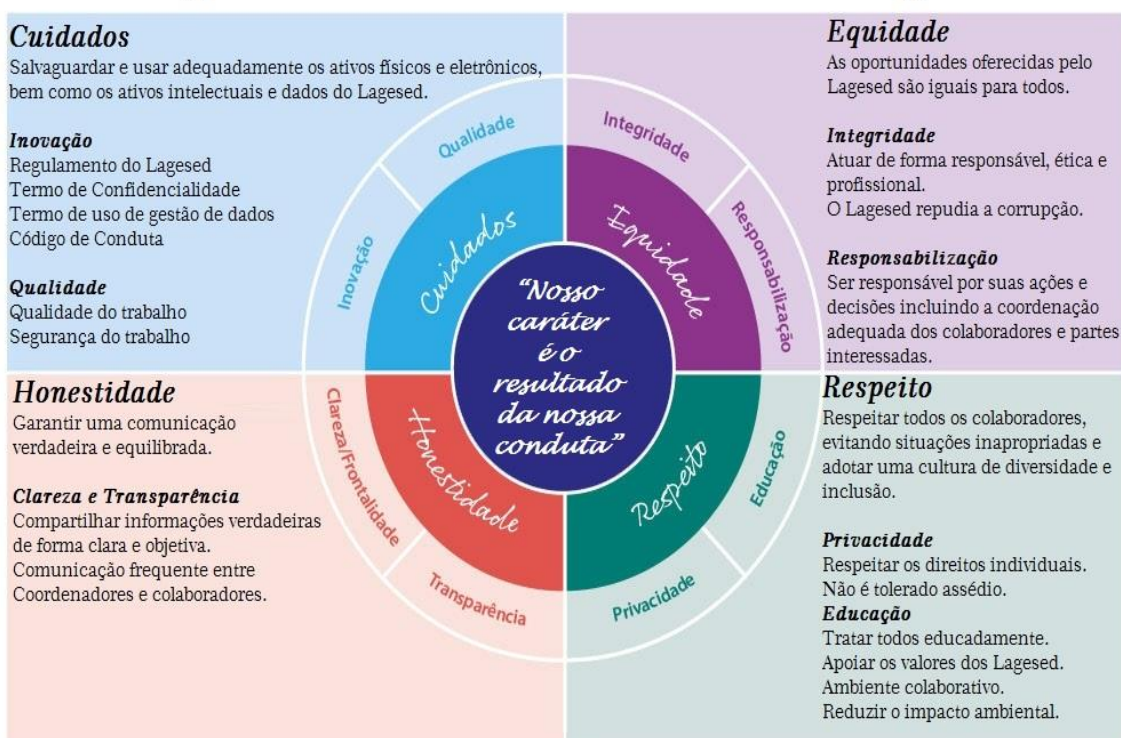 Cuidados
Salvaguardar e usar adequadamente os ativos físicos e eletrônicos,
bem como os ativos intelectuais e dados do Lagesed.
Inovação
Regulamento do Lagesed
Termo de Confidencialidade
Termo de uso de gestão de dados
Código de Conduta
Qualidade
Qualidade do trabalho
Segurança do trabalho
Equidade
As oportunidades oferecidas pelo
Lagesed são iguais para todos.
Integridade
Atuar de forma responsável, ética e
profissional.
O Lagesed repudia a corrupção.
Responsabilização
Ser responsável por suas ações e
decisões incluindo a coordenação
adequada dos colaboradores e partes
interessadas.
Inovação
Qualidade
Integridade
Responsabilização
Cuidados
Equidade
“Nosso
caráter
é o
resultado
da nossa
conduta”
Honestidade
Respeito
Clareza/Frontalidade
Transparência
Privacidade
Educação
Honestidade
Garantir uma comunicação
verdadeira e equilibrada.
Clareza e Transparência
Compartilhar informações verdadeiras
de forma clara e objetiva.
Comunicação frequente entre
Coordenadores e colaboradores.
Respeito
Respeitar todos os colaboradores,
evitando situações inapropriadas e
adotar uma cultura de diversidade e
inclusão.
Privacidade
Respeitar os direitos individuais.
Não é tolerado assédio.
Educação
Tratar todos educadamente.
Apoiar os valores dos Lagesed.
Ambiente colaborativo.
Reduzir o impacto ambiental.